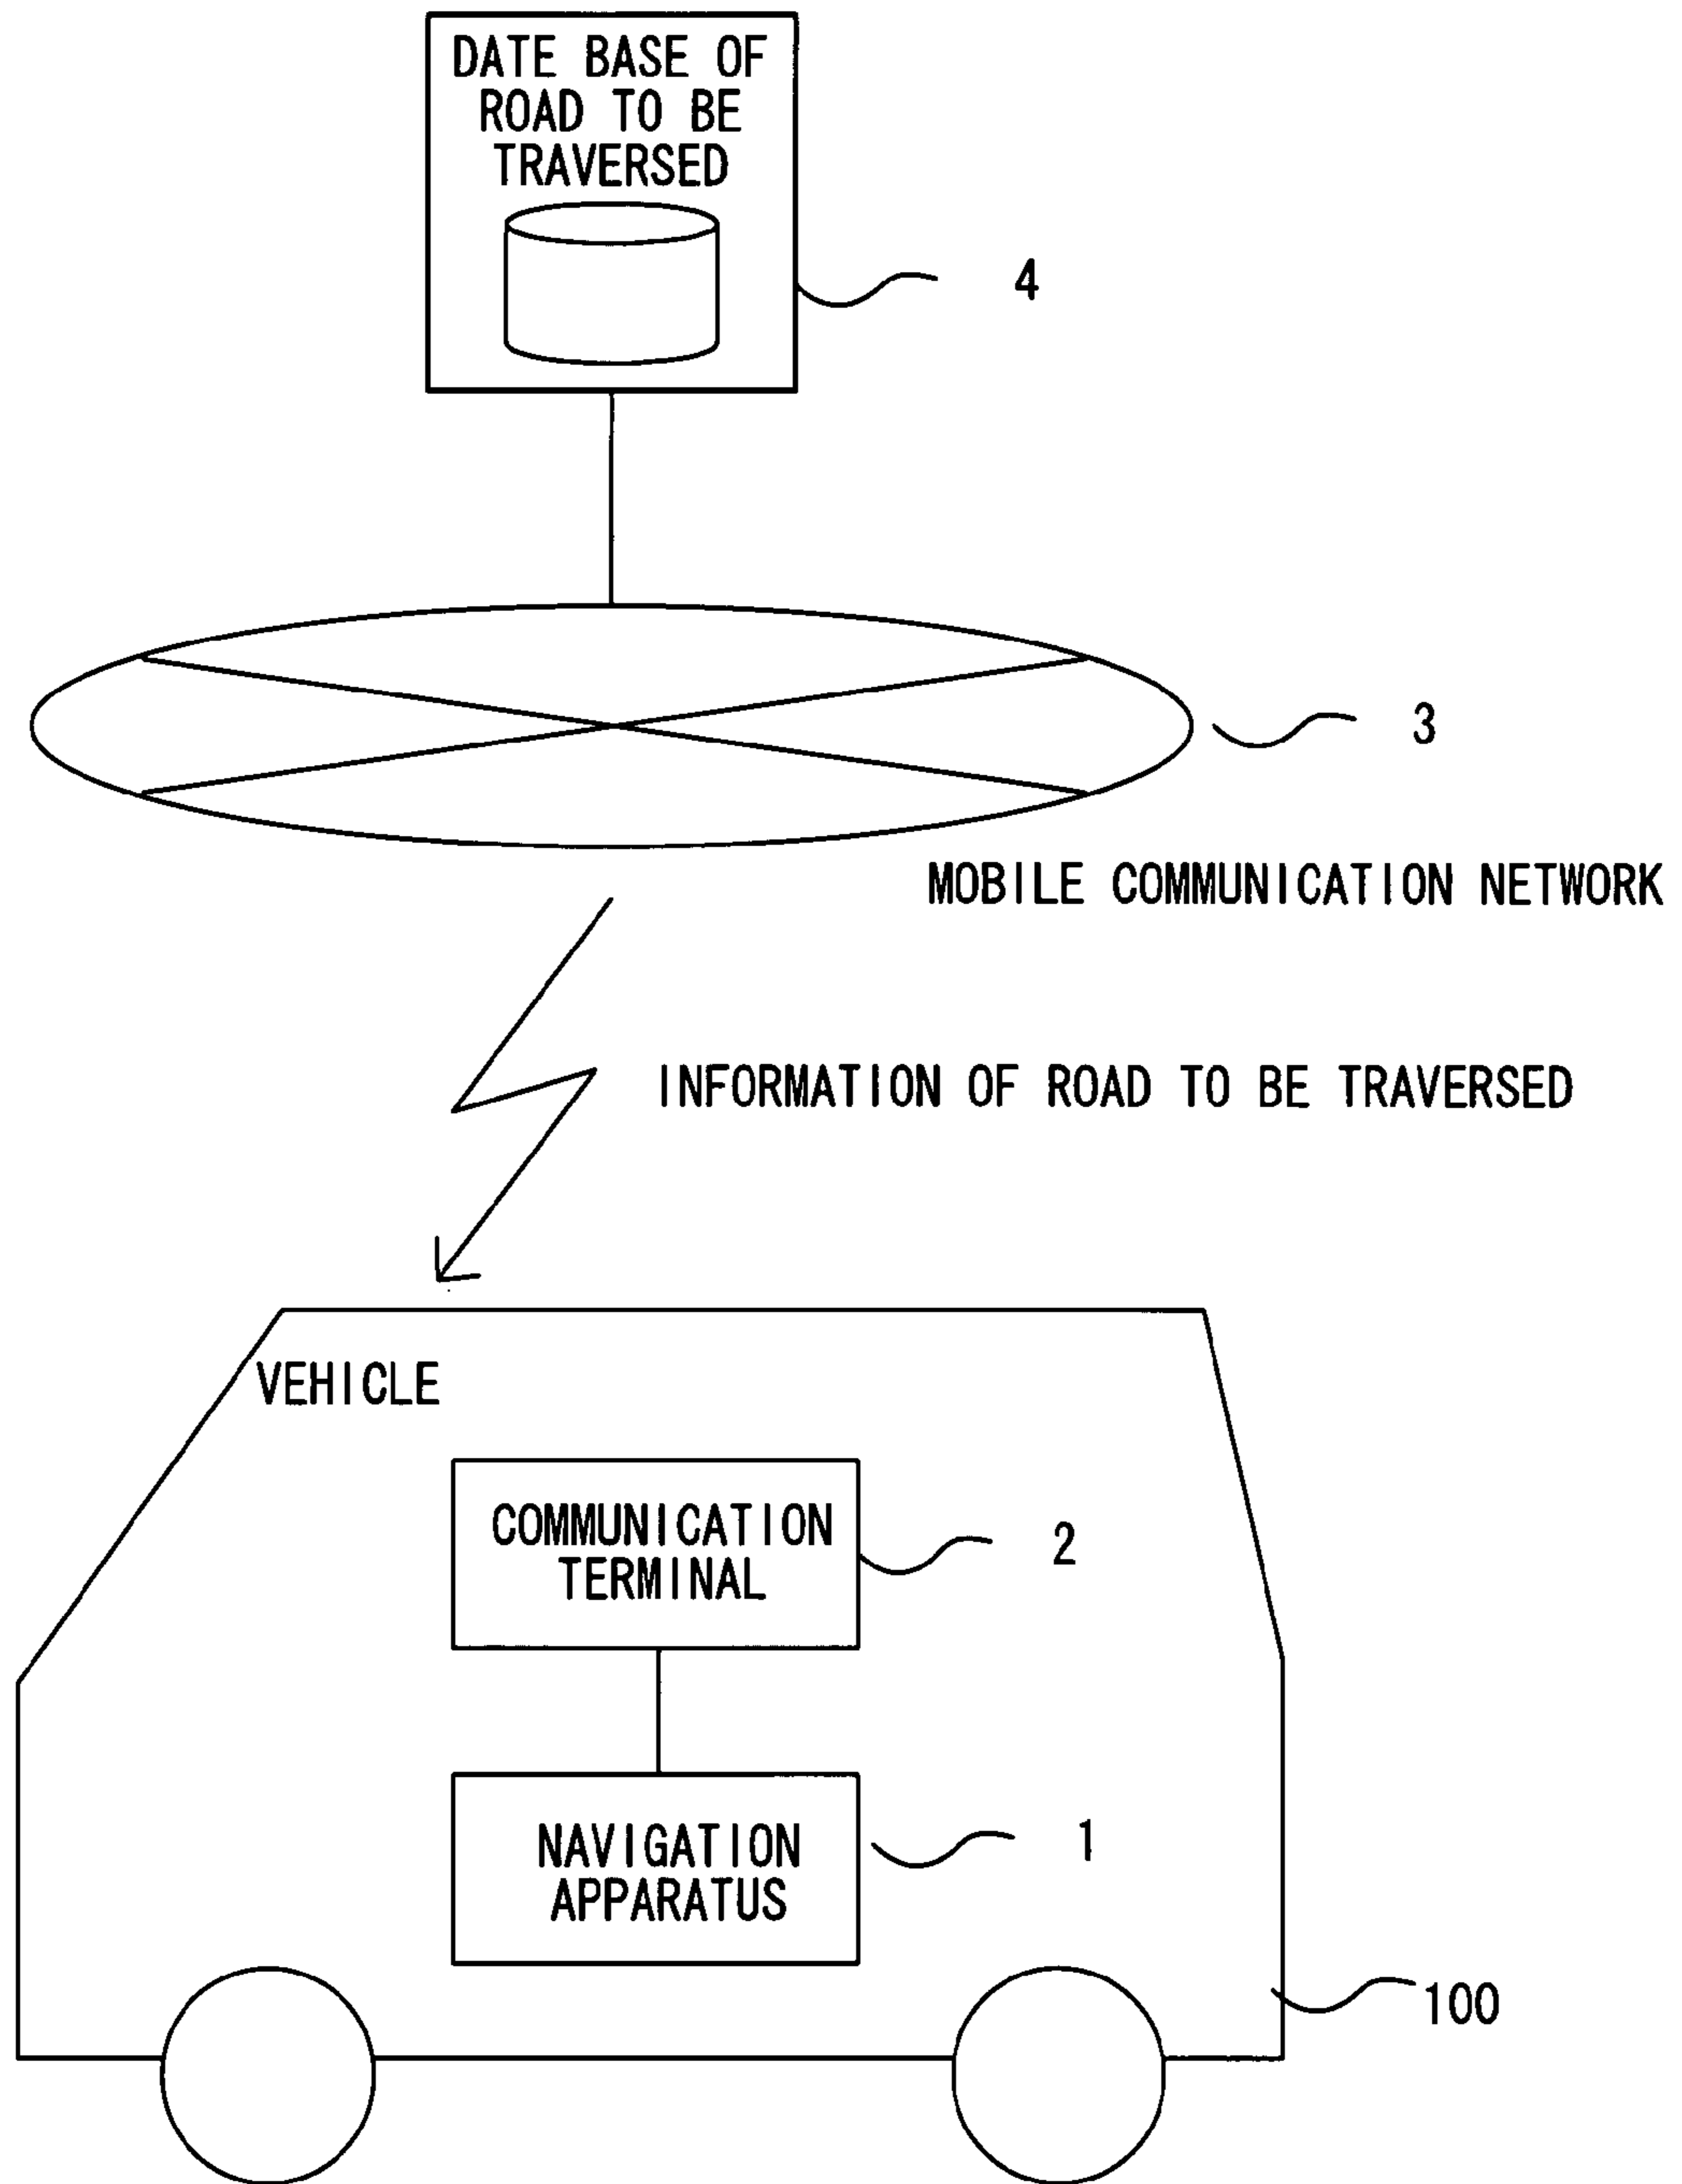 DATE BASE OF
ROAD TO BE
TRAVERSED
4
3
MOBILE COMMUNICATION NETWORK
INFORMATION OF ROAD TO BE TRAVERSED
VEHICLE
COMMUNICATION
TERMINAL
2
NAVIGATION
APPARATUS
1
100